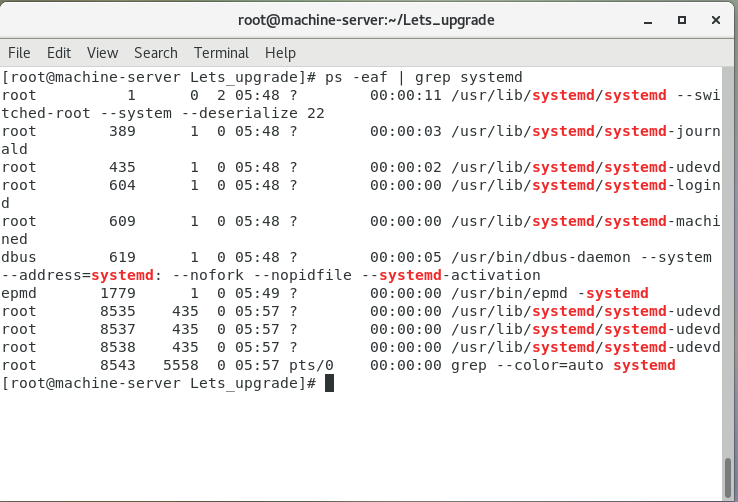 root@machine-server:~/Lets_upgrade
File Edit View Search Terminal Help
[root@machine-server Lets_upgrade]# ps -eaf | grep systemd
root          1      0  2 05:48 ?        00:00:11 /usr/lib/systemd/systemd --swi
tched-root --system --deserialize 22
root        389      1  0 05:48 ?        00:00:03 /usr/lib/systemd/systemd-journ
ald
root        435      1  0 05:48 ?        00:00:02 /usr/lib/systemd/systemd-udevd
root        604      1  0 05:48 ?        00:00:00 /usr/lib/systemd/systemd-login
d
root        609      1  0 05:48 ?        00:00:00 /usr/lib/systemd/systemd-machi
ned
dbus        619      1  0 05:48 ?        00:00:05 /usr/bin/dbus-daemon --system
--address=systemd: --nofork --nopidfile --systemd-activation
epmd       1779      1  0 05:49 ?        00:00:00 /usr/bin/epmd -systemd
root       8535    435  0 05:57 ?        00:00:00 /usr/lib/systemd/systemd-udevd
root       8537    435  0 05:57 ?        00:00:00 /usr/lib/systemd/systemd-udevd
root       8538    435  0 05:57 ?        00:00:00 /usr/lib/systemd/systemd-udevd
root       8543   5558  0 05:57 pts/0    00:00:00 grep --color=auto systemd
[root@machine-server Lets_upgrade]#